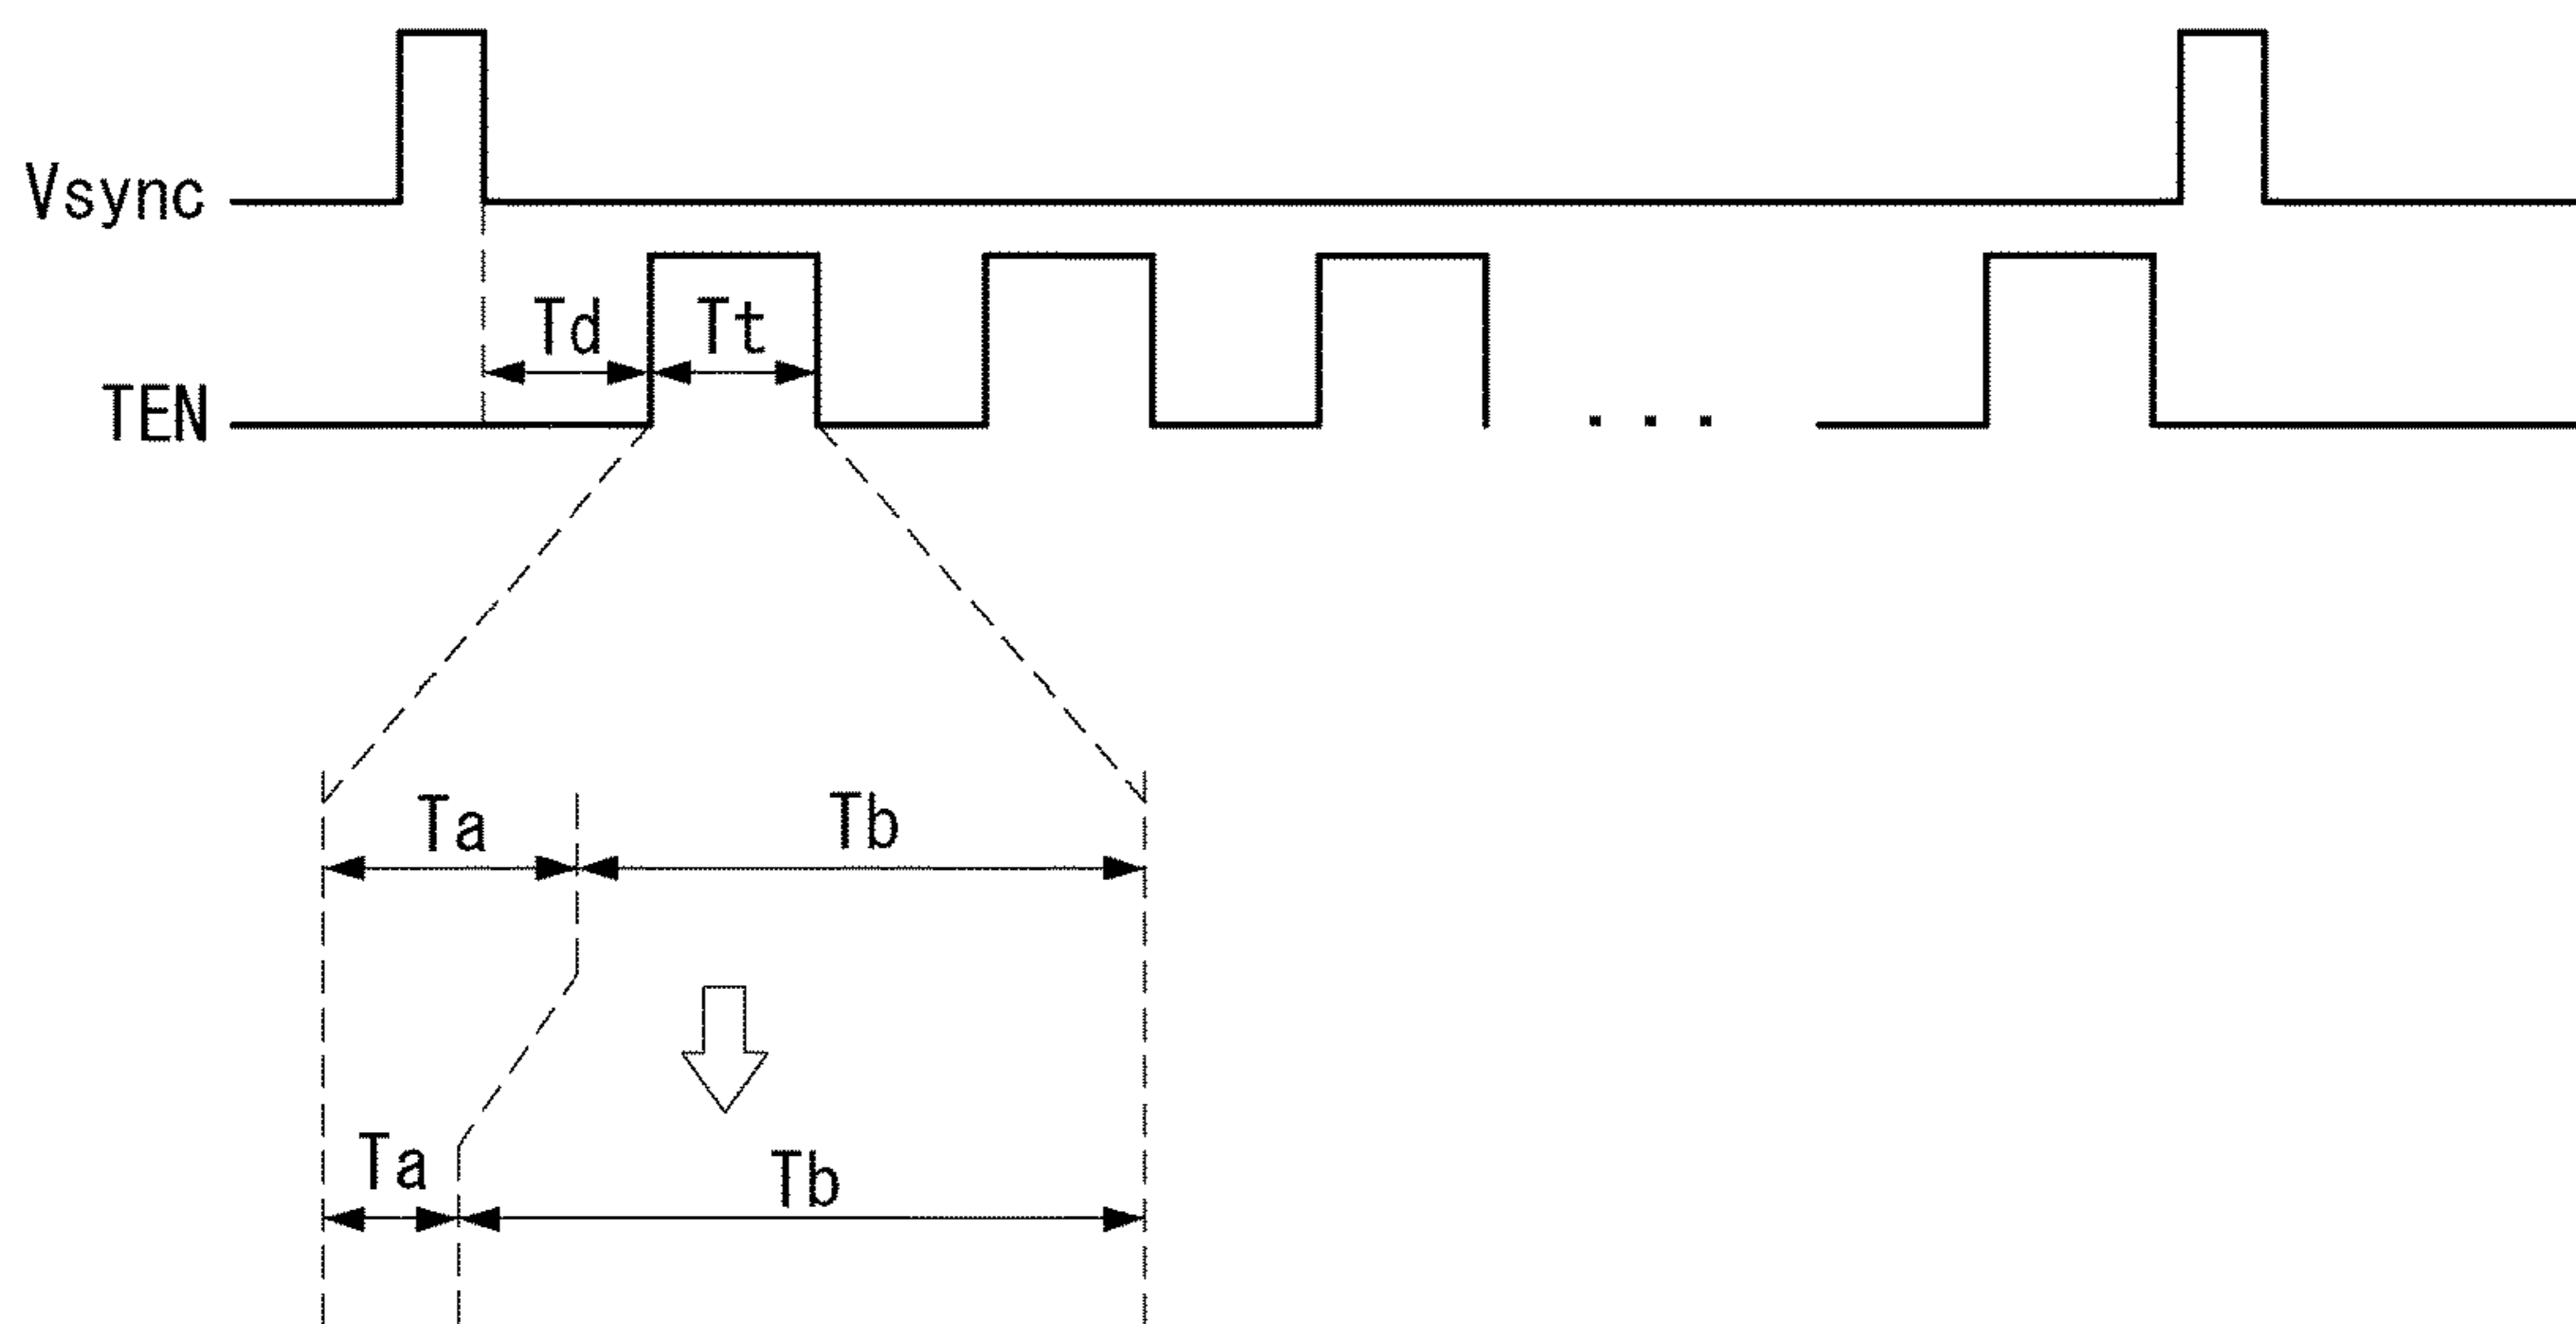 Vsync
Td Tt
TEN
. . .
Ta Tb
Ta Tb